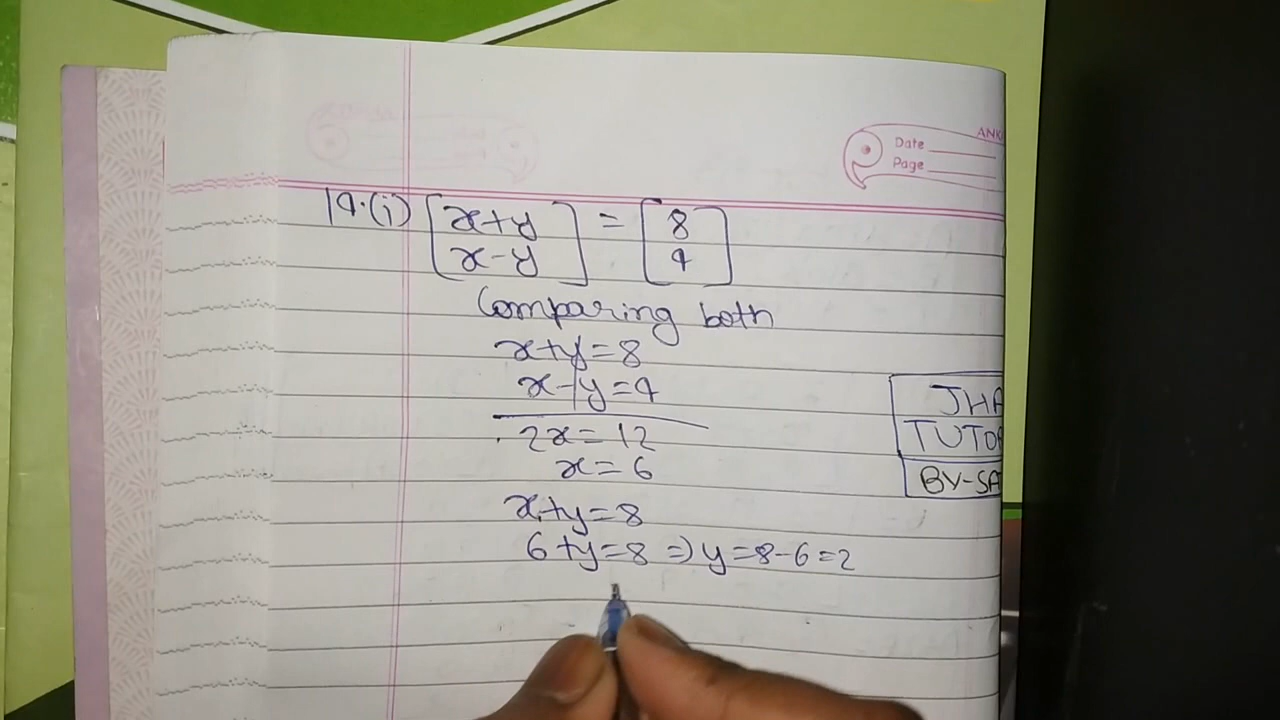 ANK
Date
Page
19.(i) [x+y] = [8]
[x-y] [4]
Comparing both
x+y=8
x-y=4
2x=12
x=6
x+y=8
6+y=8 ⇒ y=8-6=2
JHA
TUTO
BY-SA